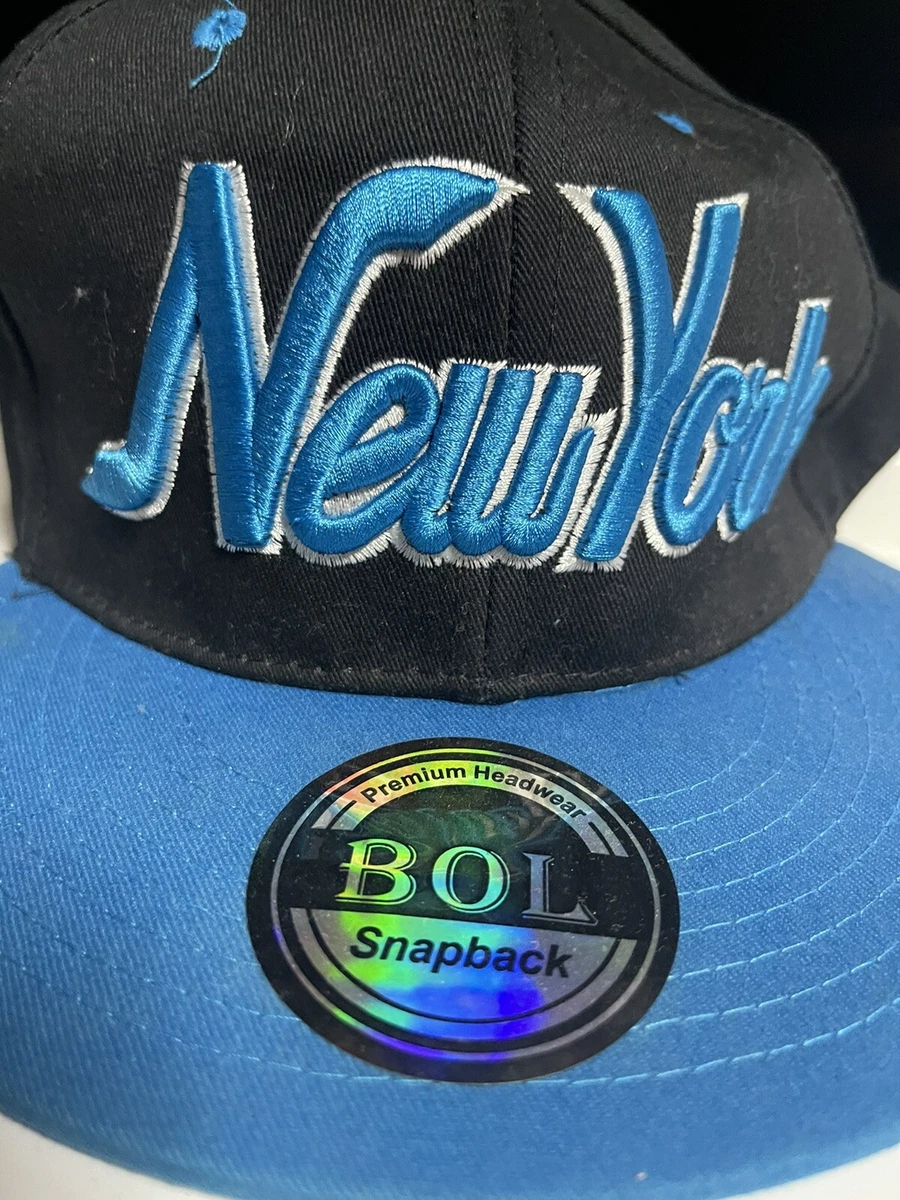 New York
Premium Headwear
BOL
Snapback